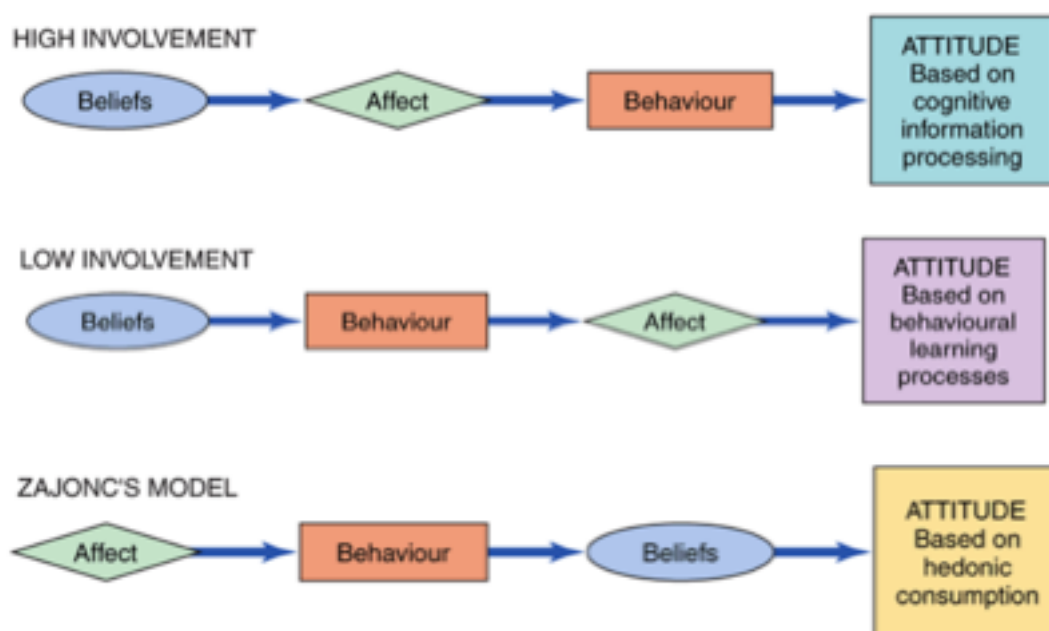 HIGH INVOLVEMENT
Beliefs
Affect
Behaviour
ATTITUDE
Based on
cognitive
information
processing
LOW INVOLVEMENT
Beliefs
Behaviour
Affect
ATTITUDE
Based on
behavioural
learning
processes
ZAJONC'S MODEL
Affect
Behaviour
Beliefs
ATTITUDE
Based on
hedonic
consumption